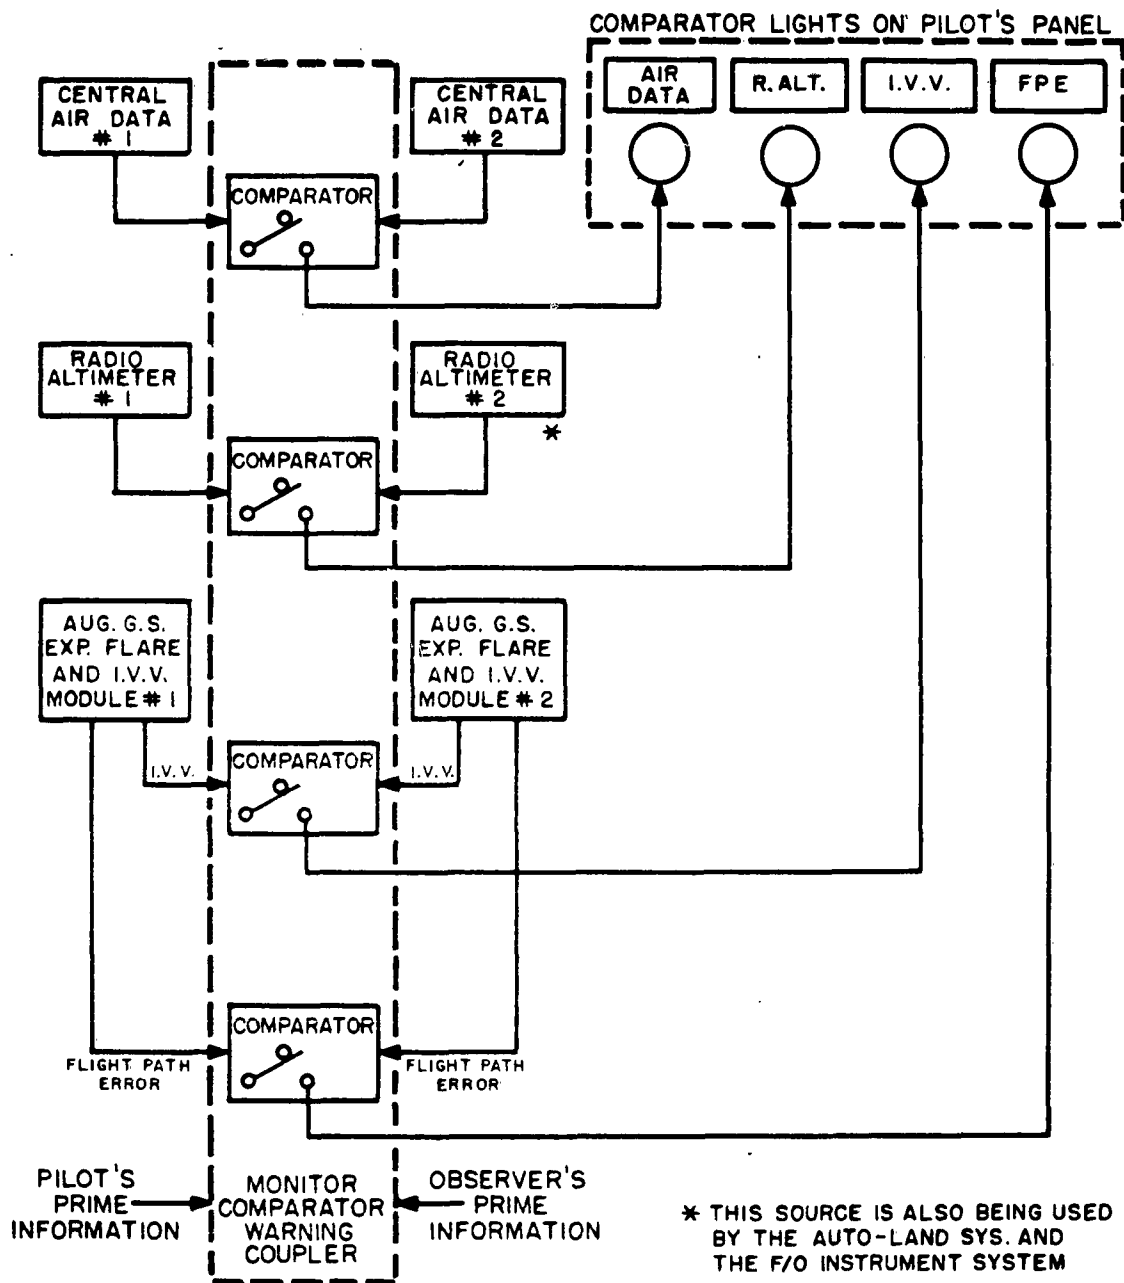 COMPARATOR LIGHTS ON PILOT'S PANEL
AIR
DATA
R. ALT.
I.V.V.
FPE
CENTRAL
AIR DATA
# 1
CENTRAL
AIR DATA
# 2
COMPARATOR
RADIO
ALTIMETER
# 1
RADIO
ALTIMETER
# 2
*
COMPARATOR
AUG. G.S.
EXP. FLARE
AND I.V.V.
MODULE # 1
AUG. G.S.
EXP. FLARE
AND I.V.V.
MODULE # 2
I.V.V.
COMPARATOR
I.V.V.
COMPARATOR
FLIGHT PATH
ERROR
FLIGHT PATH
ERROR
PILOT'S
PRIME
INFORMATION
MONITOR
COMPARATOR
WARNING
COUPLER
OBSERVER'S
PRIME
INFORMATION
* THIS SOURCE IS ALSO BEING USED
BY THE AUTO-LAND SYS. AND
THE F/O INSTRUMENT SYSTEM